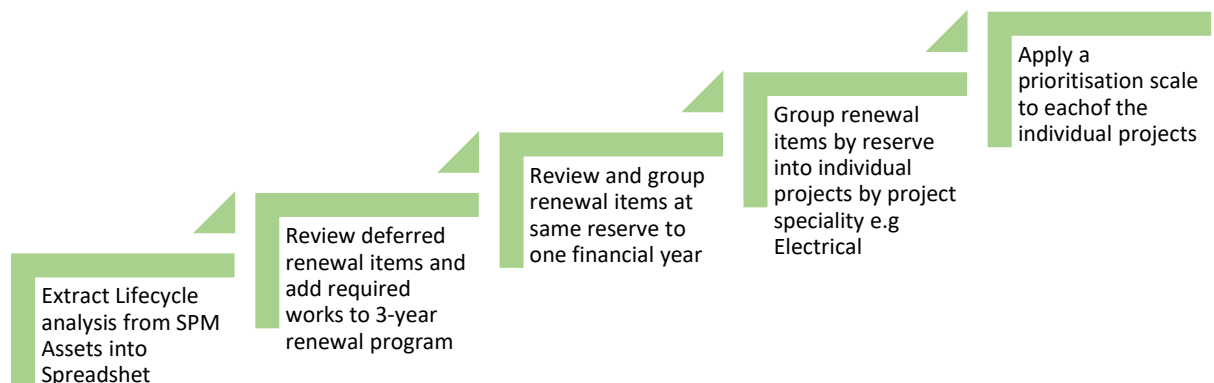 Extract Lifecycle
analysis from SPM
Assets into
Spreadshet
Review deferred
renewal items and
add required
works to 3-year
renewal program
Review and group
renewal items at
same reserve to
one financial year
Group renewal
items by reserve
into individual
projects by project
speciality e.g
Electrical
Apply a
prioritisation scale
to eachof the
individual projects